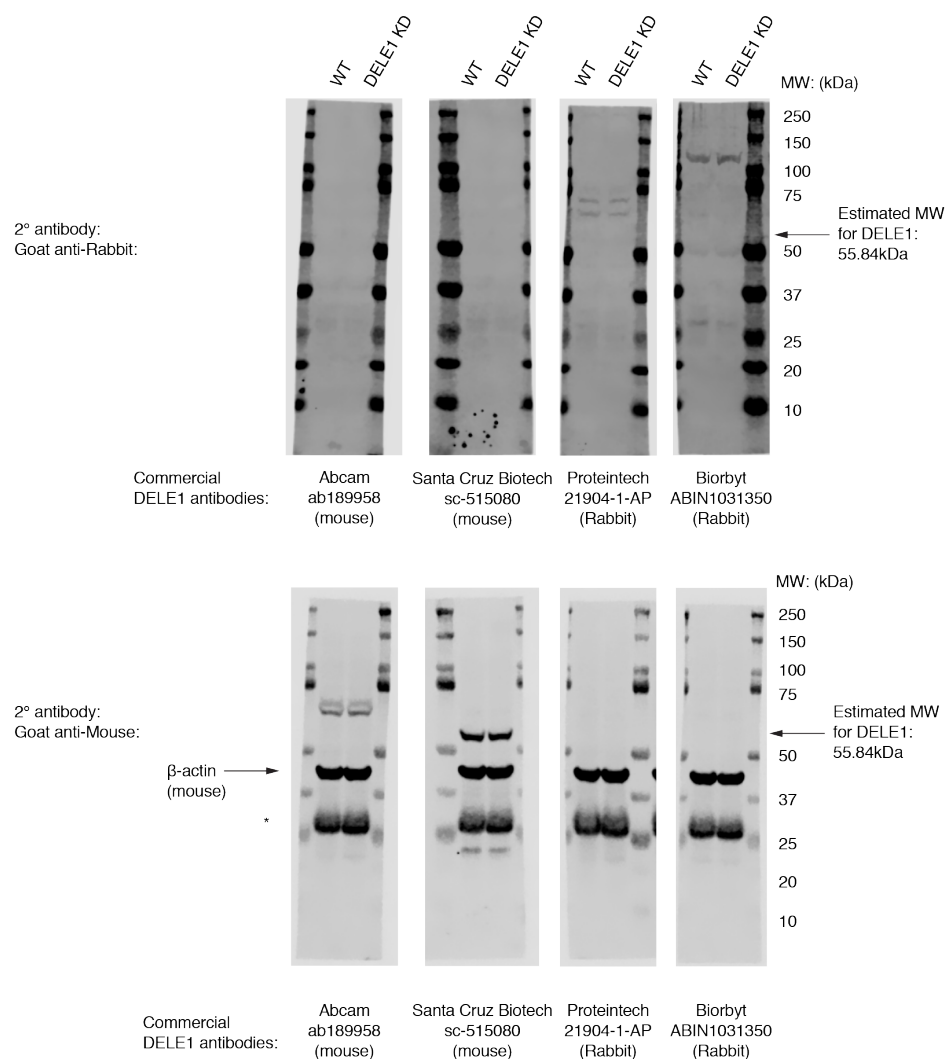 WT
DELE1 KD
WT
DELE1 KD
WT
DELE1 KD
WT
DELE1 KD
MW: (kDa)
250
150
100
75
50
37
25
20
10
2° antibody:
Goat anti-Rabbit:
Estimated MW
for DELE1:
55.84kDa
Commercial
DELE1 antibodies:
Abcam
ab189958
(mouse)
Santa Cruz Biotech
sc-515080
(mouse)
Proteintech
21904-1-AP
(Rabbit)
Biorbyt
ABIN1031350
(Rabbit)
MW: (kDa)
250
150
100
75
50
37
25
20
10
2° antibody:
Goat anti-Mouse:
Estimated MW
for DELE1:
55.84kDa
β-actin
(mouse)
*
Commercial
DELE1 antibodies:
Abcam
ab189958
(mouse)
Santa Cruz Biotech
sc-515080
(mouse)
Proteintech
21904-1-AP
(Rabbit)
Biorbyt
ABIN1031350
(Rabbit)